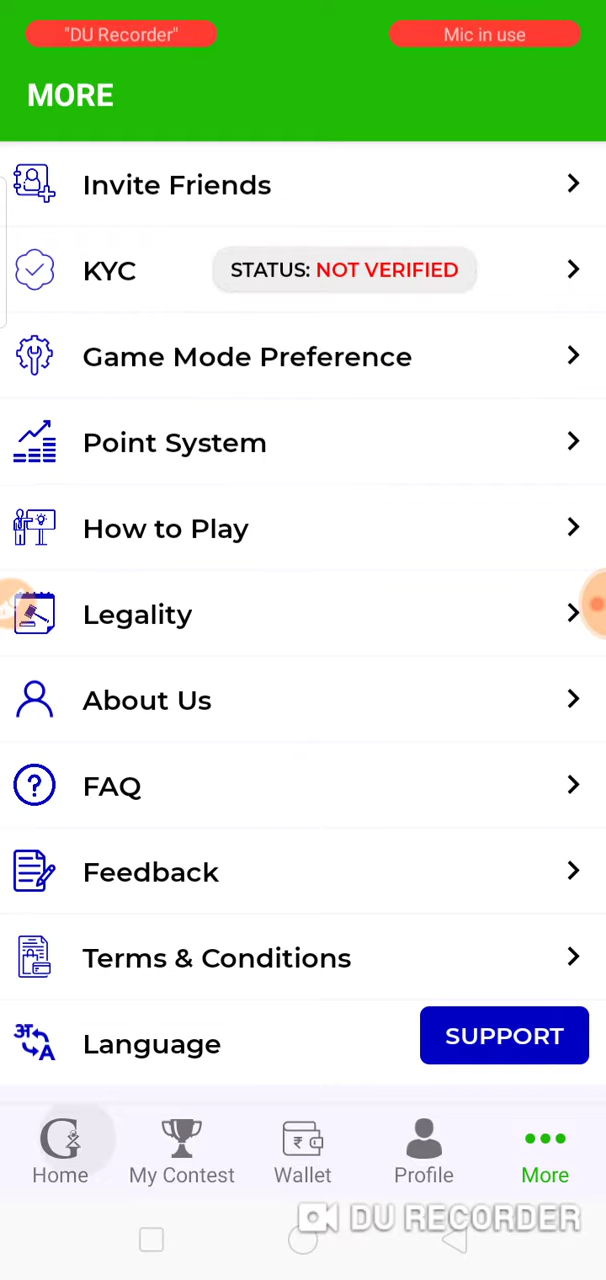 "DU Recorder" Mic in use
MORE
Invite Friends
KYC STATUS: NOT VERIFIED
Game Mode Preference
Point System
How to Play
Legality
About Us
FAQ
Feedback
Terms & Conditions
अ A Language SUPPORT
G
₹
Home My Contest Wallet Profile More
DU RECORDER